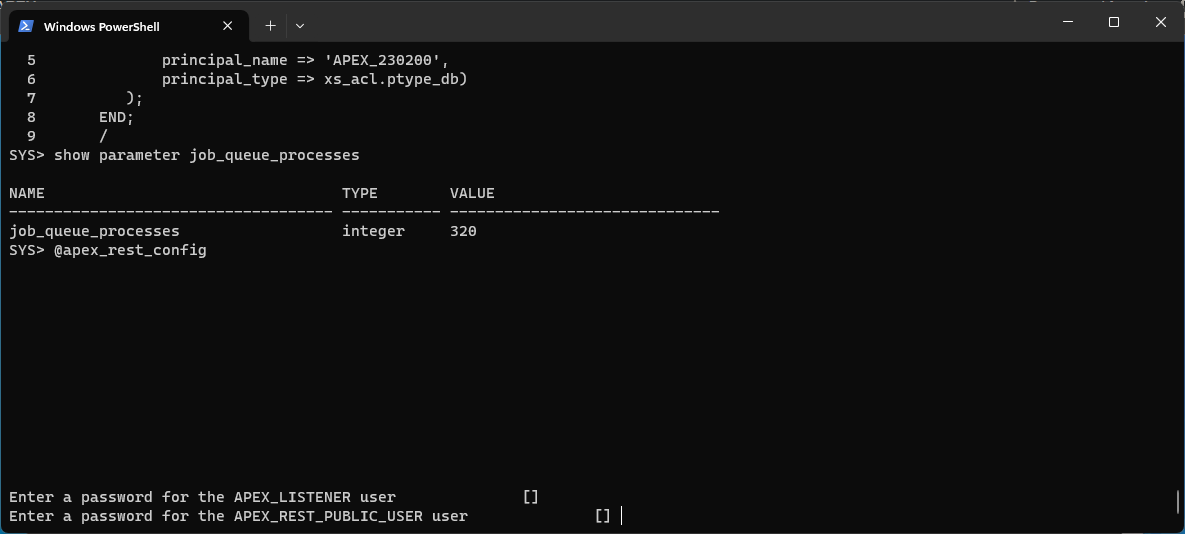 Windows PowerShell
  5              principal_name => 'APEX_230200',
  6              principal_type => xs_acl.ptype_db)
  7          );
  8       END;
  9       /
SYS> show parameter job_queue_processes
NAME                                 TYPE        VALUE
------------------------------------ ----------- ------------------------------
job_queue_processes                  integer     320
SYS> @apex_rest_config
Enter a password for the APEX_LISTENER user              []
Enter a password for the APEX_REST_PUBLIC_USER user              []